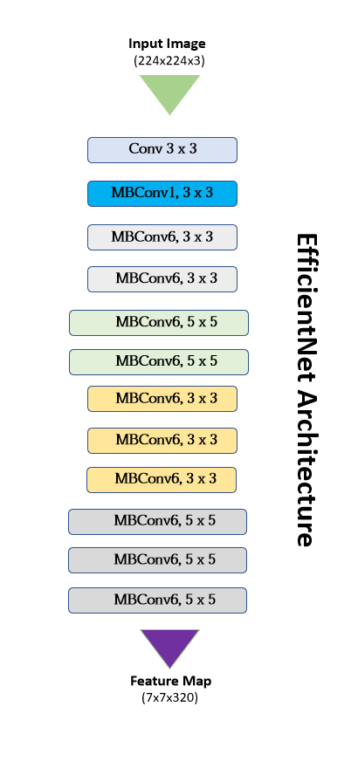 Input Image
(224x224x3)
Conv 3 x 3
MBConv1, 3 x 3
MBConv6, 3 x 3
MBConv6, 3 x 3
MBConv6, 5 x 5
MBConv6, 5 x 5
MBConv6, 3 x 3
MBConv6, 3 x 3
MBConv6, 3 x 3
MBConv6, 5 x 5
MBConv6, 5 x 5
MBConv6, 5 x 5
Feature Map
(7x7x320)
EfficientNet Architecture